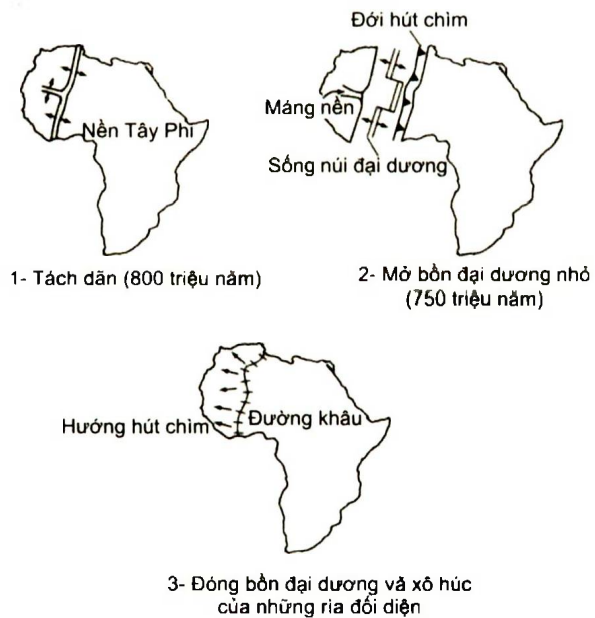 Đới hút chìm
Nền Tây Phi
Máng nền
Sống núi đại dương
1- Tách dãn (800 triệu năm)
2- Mở bồn đại dương nhỏ
(750 triệu năm)
Hướng hút chìm
Đường khâu
3- Đóng bồn đại dương và xô húc
của những rìa đối diện